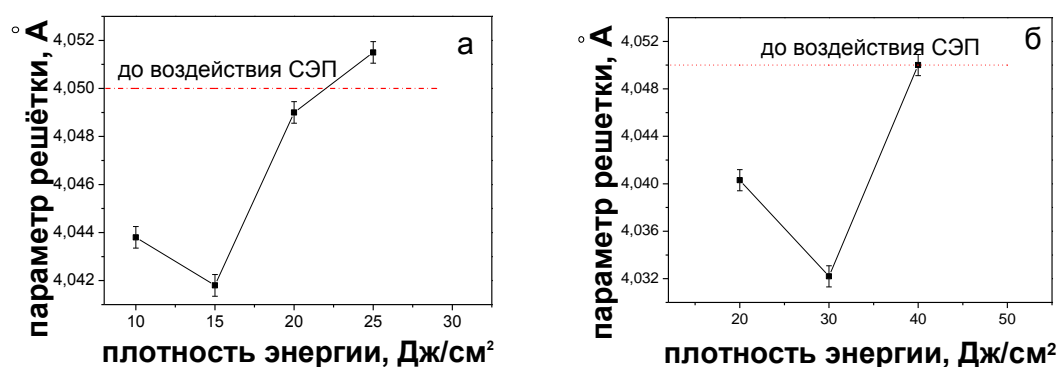 параметр решётки, Å
4,052
4,050
4,048
4,046
4,044
4,042
а
до воздействия СЭП
10 15 20 25 30
плотность энергии, Дж/см²
параметр решетки, Å
4,052
4,048
4,044
4,040
4,036
4,032
б
до воздействия СЭП
20 30 40 50
плотность энергии, Дж/см²